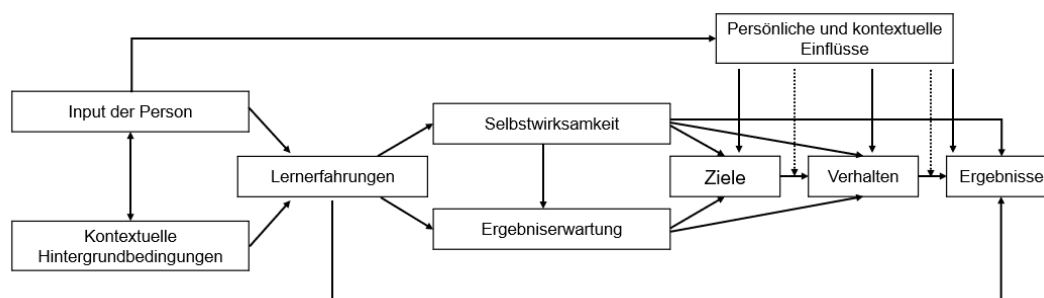 Persönliche und kontextuelle
Einflüsse
Input der Person
Selbstwirksamkeit
Lernerfahrungen
Ziele
Verhalten
Ergebnisse
Kontextuelle
Hintergrundbedingungen
Ergebniserwartung